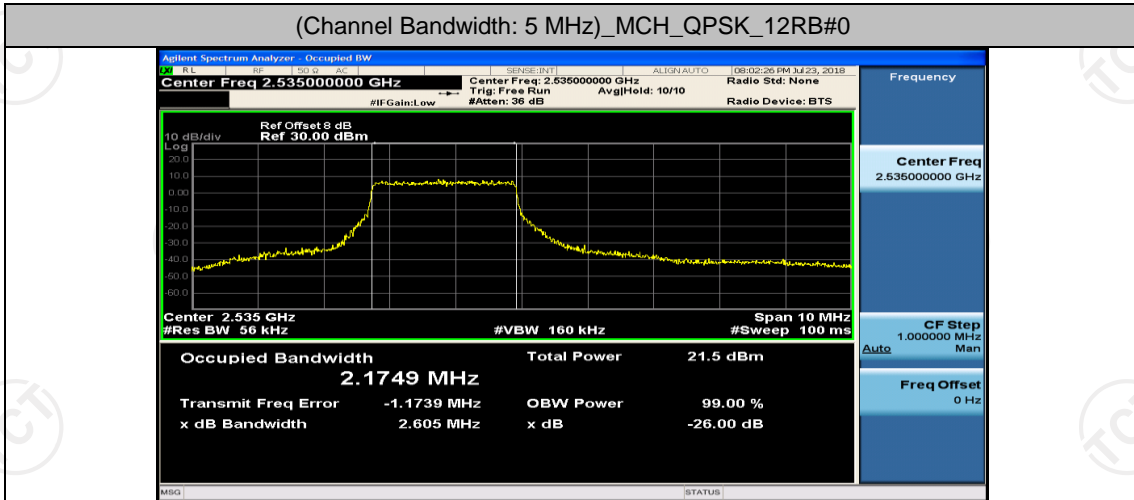 (Channel Bandwidth: 5 MHz)_MCH_QPSK_12RB#0
Agilent Spectrum Analyzer - Occupied BW
LXI RL RF 50 Ω AC SENSE:INT ALIGNAUTO 08:02:26 PM Jul 23, 2018
Center Freq 2.535000000 GHz
Center Freq: 2.535000000 GHz
Radio Std: None
Trig: Free Run Avg|Hold: 10/10
#IFGain:Low
#Atten: 36 dB
Radio Device: BTS
Ref Offset 8 dB
10 dB/div Ref 30.00 dBm
Log
20.0
10.0
0.00
-10.0
-20.0
-30.0
-40.0
-50.0
-60.0
Center 2.535 GHz
Span 10 MHz
#Res BW 56 kHz
#VBW 160 kHz
#Sweep 100 ms
Occupied Bandwidth
2.1749 MHz
Total Power 21.5 dBm
Transmit Freq Error -1.1739 MHz
OBW Power 99.00 %
x dB Bandwidth 2.605 MHz
x dB -26.00 dB
Frequency
Center Freq
2.535000000 GHz
CF Step
1.000000 MHz
Auto Man
Freq Offset
0 Hz
MSG
STATUS
TCT
TCT